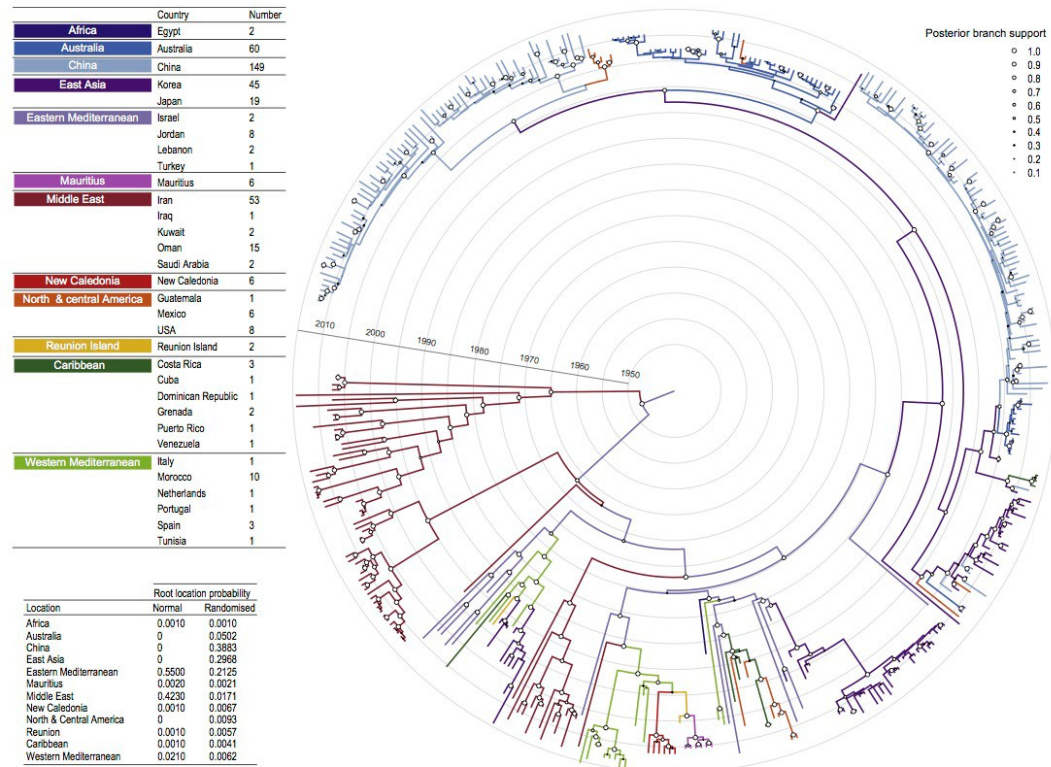 Country Number
Africa Egypt 2
Australia Australia 60
China China 149
East Asia Korea 45
Japan 19
Eastern Mediterranean Israel 2
Jordan 8
Lebanon 2
Turkey 1
Mauritius Mauritius 6
Middle East Iran 53
Iraq 1
Kuwait 2
Oman 15
Saudi Arabia 2
New Caledonia New Caledonia 6
North & central America Guatemala 1
Mexico 6
USA 8
Reunion Island Reunion Island 2
Caribbean Costa Rica 3
Cuba 1
Dominican Republic 1
Grenada 2
Puerto Rico 1
Venezuela 1
Western Mediterranean Italy 1
Morocco 10
Netherlands 1
Portugal 1
Spain 3
Tunisia 1
Root location probability
Location Normal Randomised
Africa 0.0010 0.0010
Australia 0 0.0502
China 0 0.3883
East Asia 0 0.2968
Eastern Mediterranean 0.5500 0.2125
Mauritius 0.0020 0.0021
Middle East 0.4230 0.0171
New Caledonia 0.0010 0.0067
North & Central America 0 0.0093
Reunion 0.0010 0.0057
Caribbean 0.0010 0.0041
Western Mediterranean 0.0210 0.0062
2010 2000 1990 1980 1970 1960 1950
Posterior branch support
1.0
0.9
0.8
0.7
0.6
0.5
0.4
0.3
0.2
0.1